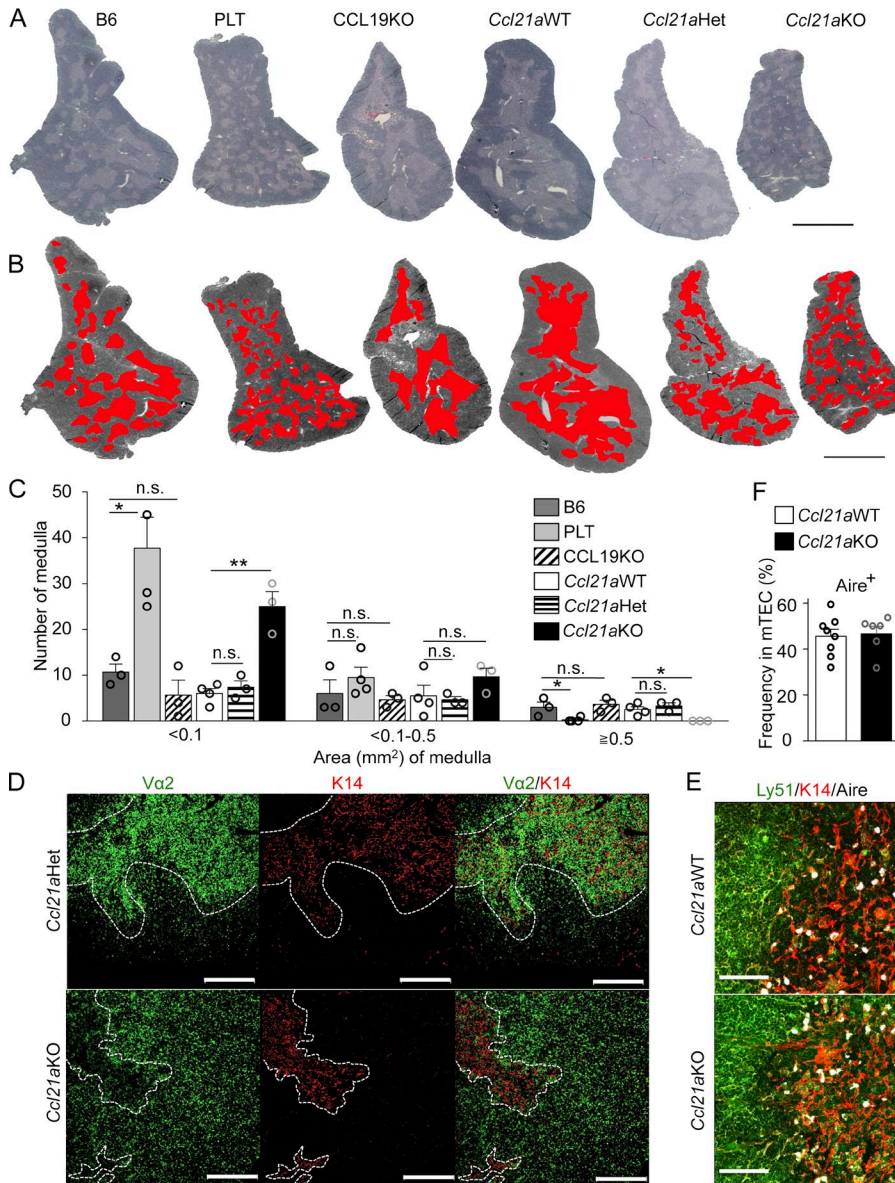 A
B6 PLT CCL19KO Ccl21aWT Ccl21aHet Ccl21aKO
B
C
50
40
30
20
10
0
Number of medulla
n.s.
*
**
n.s.
n.s.
n.s.
n.s.
n.s.
n.s.
*
*
n.s.
B6
PLT
CCL19KO
Ccl21aWT
Ccl21aHet
Ccl21aKO
<0.1 <0.1-0.5 ≧0.5
Area (mm²) of medulla
F
Ccl21aWT
Ccl21aKO
Aire⁺
60
40
20
0
Frequency in mTEC (%)
D
Vα2 K14 Vα2/K14
Ccl21aHet
Ccl21aKO
E
Ly51/K14/Aire
Ccl21aWT
Ccl21aKO